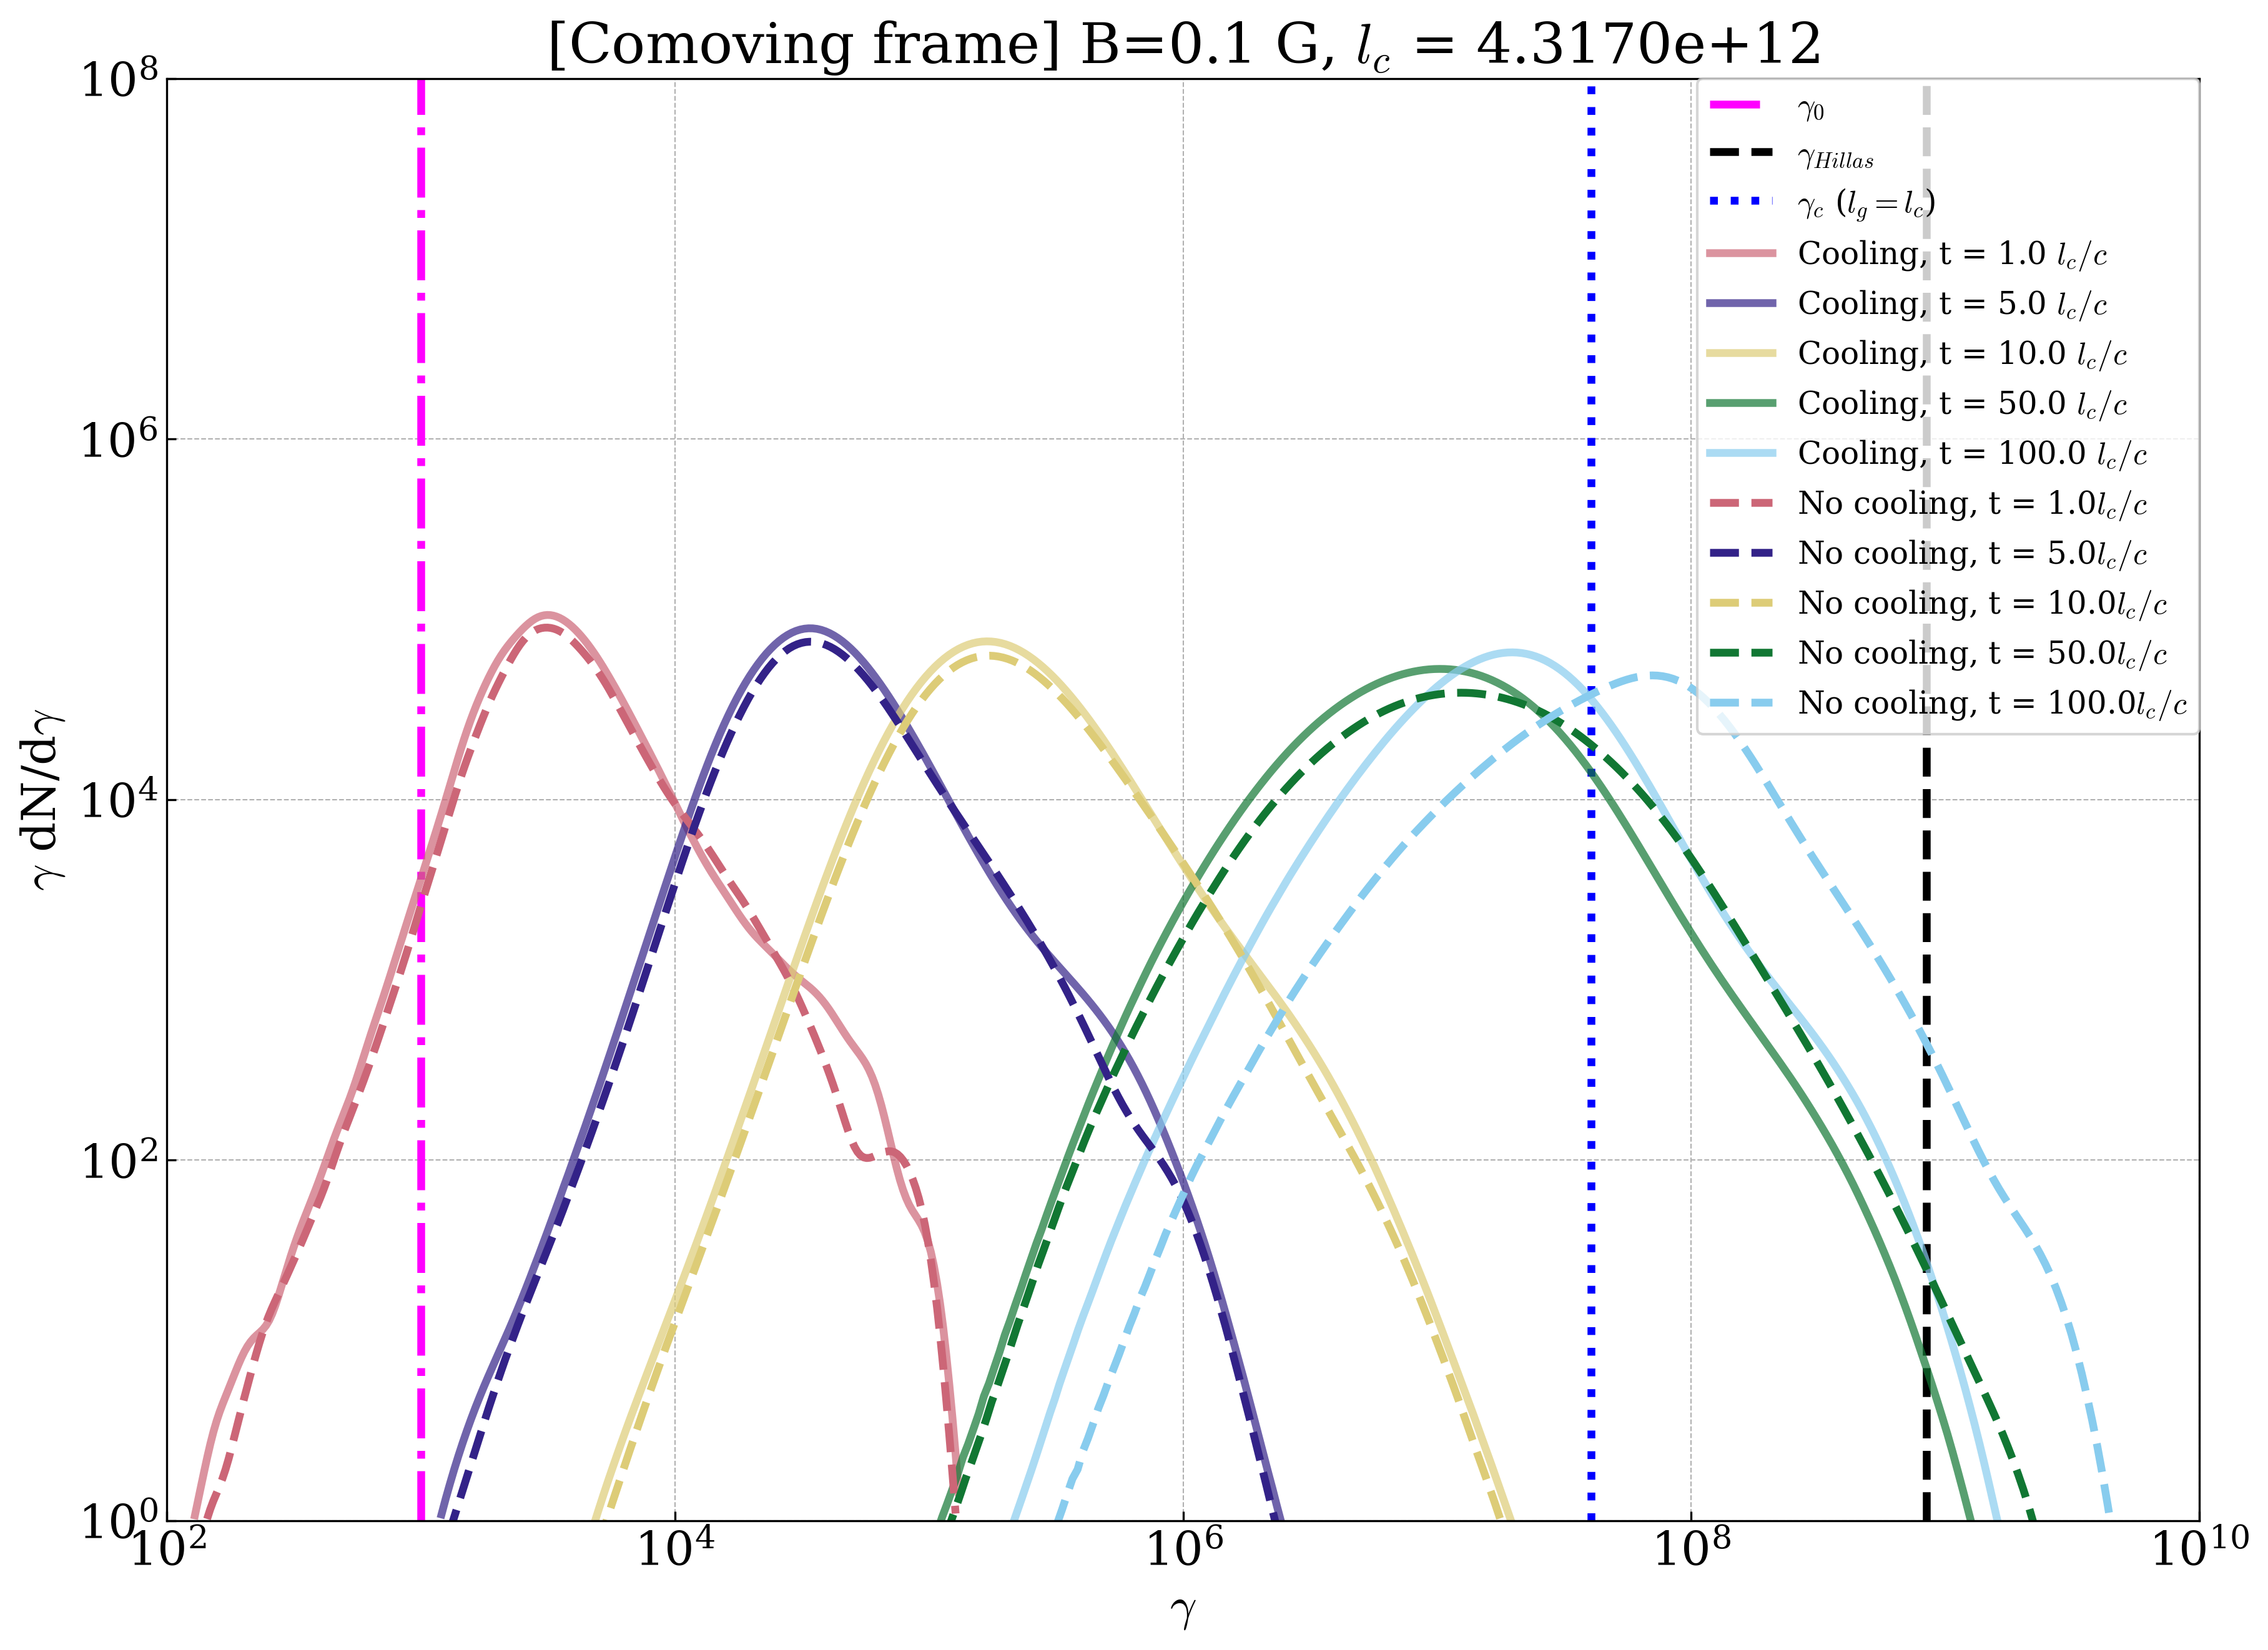 [Comoving frame] B=0.1 G, l_c = 4.3170e+12
γ dN/dγ
10^8
10^6
10^4
10^2
10^0
γ_0
γ_Hillas
γ_c (l_g = l_c)
Cooling, t = 1.0 l_c/c
Cooling, t = 5.0 l_c/c
Cooling, t = 10.0 l_c/c
Cooling, t = 50.0 l_c/c
Cooling, t = 100.0 l_c/c
No cooling, t = 1.0l_c/c
No cooling, t = 5.0l_c/c
No cooling, t = 10.0l_c/c
No cooling, t = 50.0l_c/c
No cooling, t = 100.0l_c/c
10^2 10^4 10^6 10^8 10^10
γ